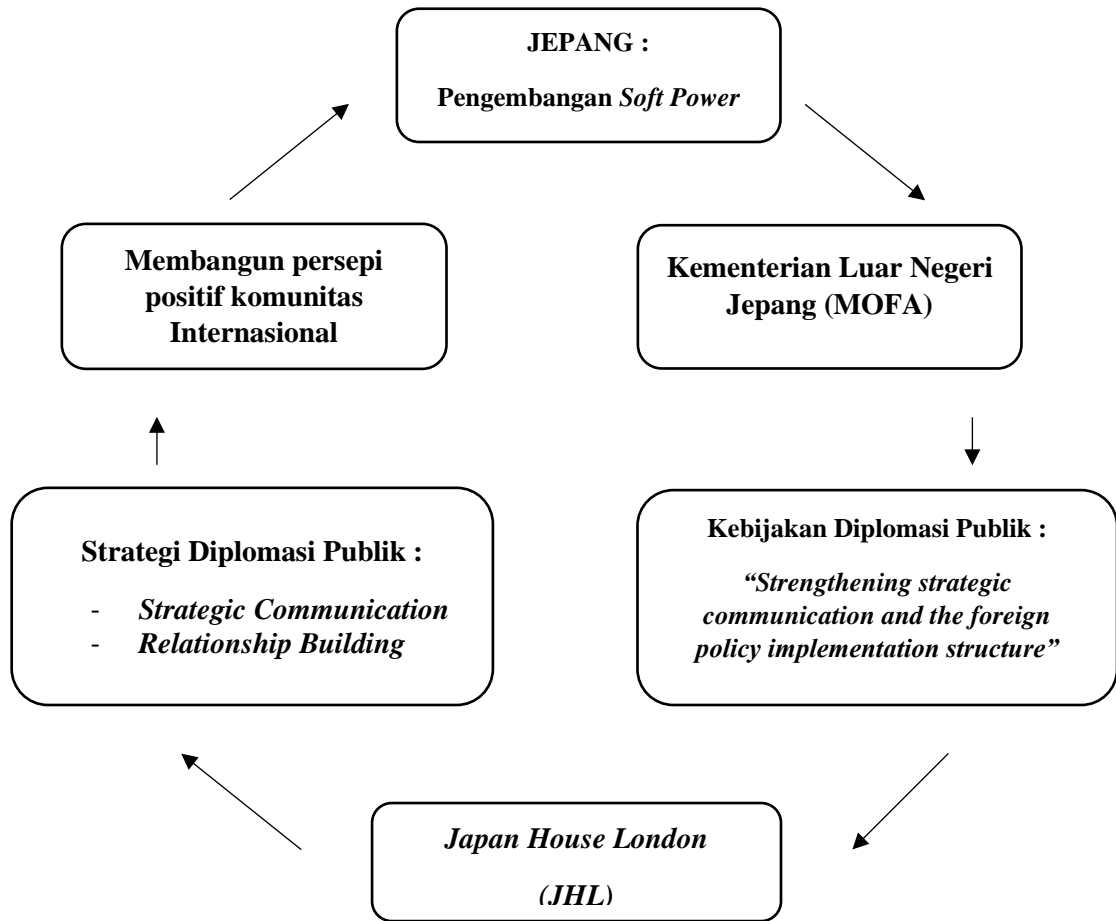 JEPANG :
Pengembangan Soft Power
Kementerian Luar Negeri
Jepang (MOFA)
Kebijakan Diplomasi Publik :
“Strengthening strategic
communication and the foreign
policy implementation structure”
Japan House London
(JHL)
Strategi Diplomasi Publik :
- Strategic Communication
- Relationship Building
Membangun persepi
positif komunitas
Internasional